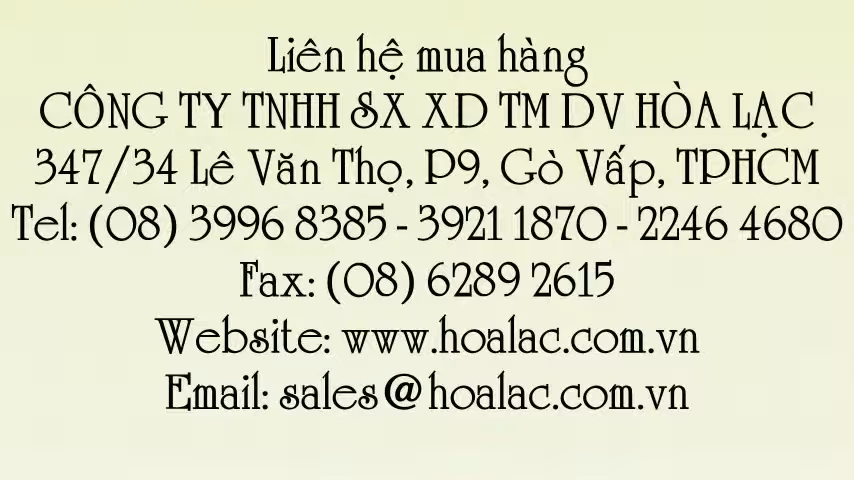 Liên hệ mua hàng
CÔNG TY TNHH SX XD TM DV HÒA LẠC
347/34 Lê Văn Thọ, P9, Gò Vấp, TPHCM
Tel: (08) 3996 8385 - 3921 1870 - 2246 4680
Fax: (08) 6289 2615
Website: www.hoalac.com.vn
Email: sales@hoalac.com.vn